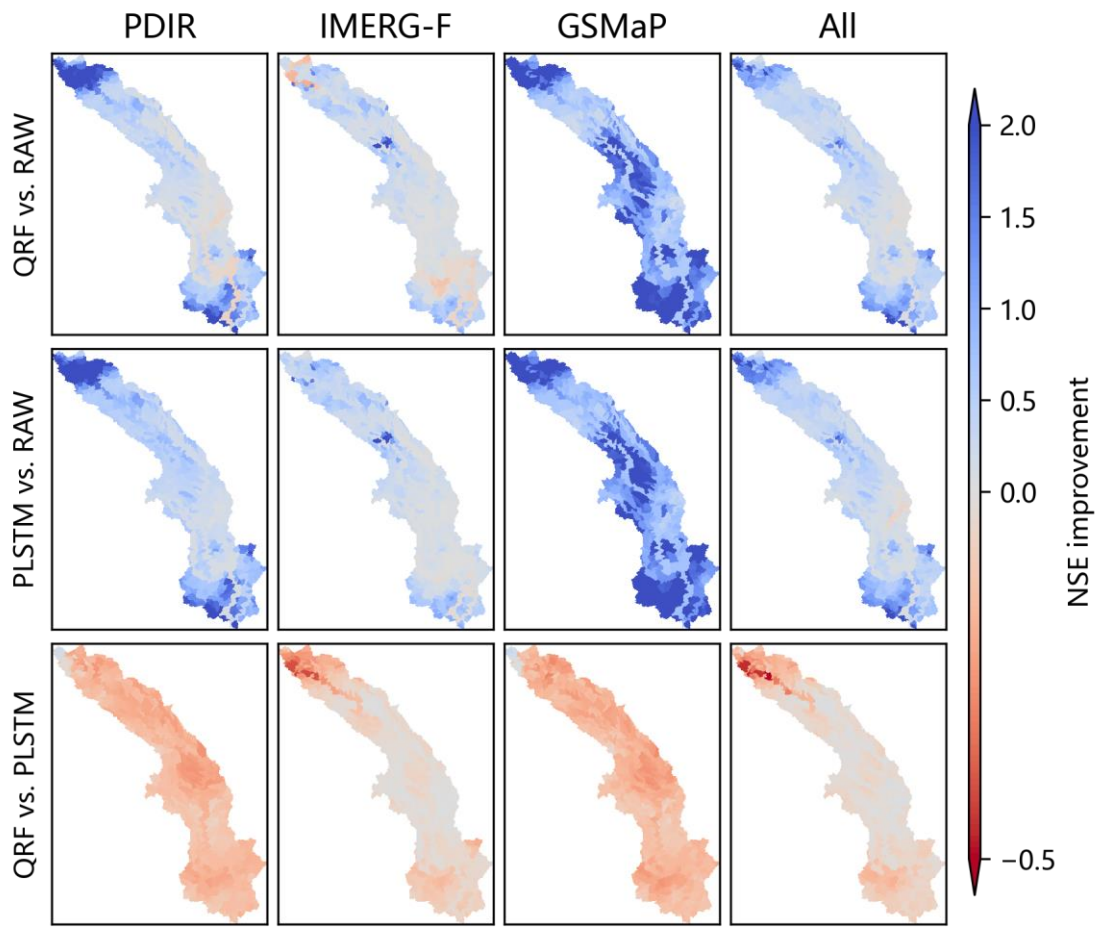 PDIR IMERG-F GSMaP All
QRF vs. RAW
PLSTM vs. RAW
QRF vs. PLSTM
2.0
1.5
1.0
0.5
0.0
−0.5
NSE improvement